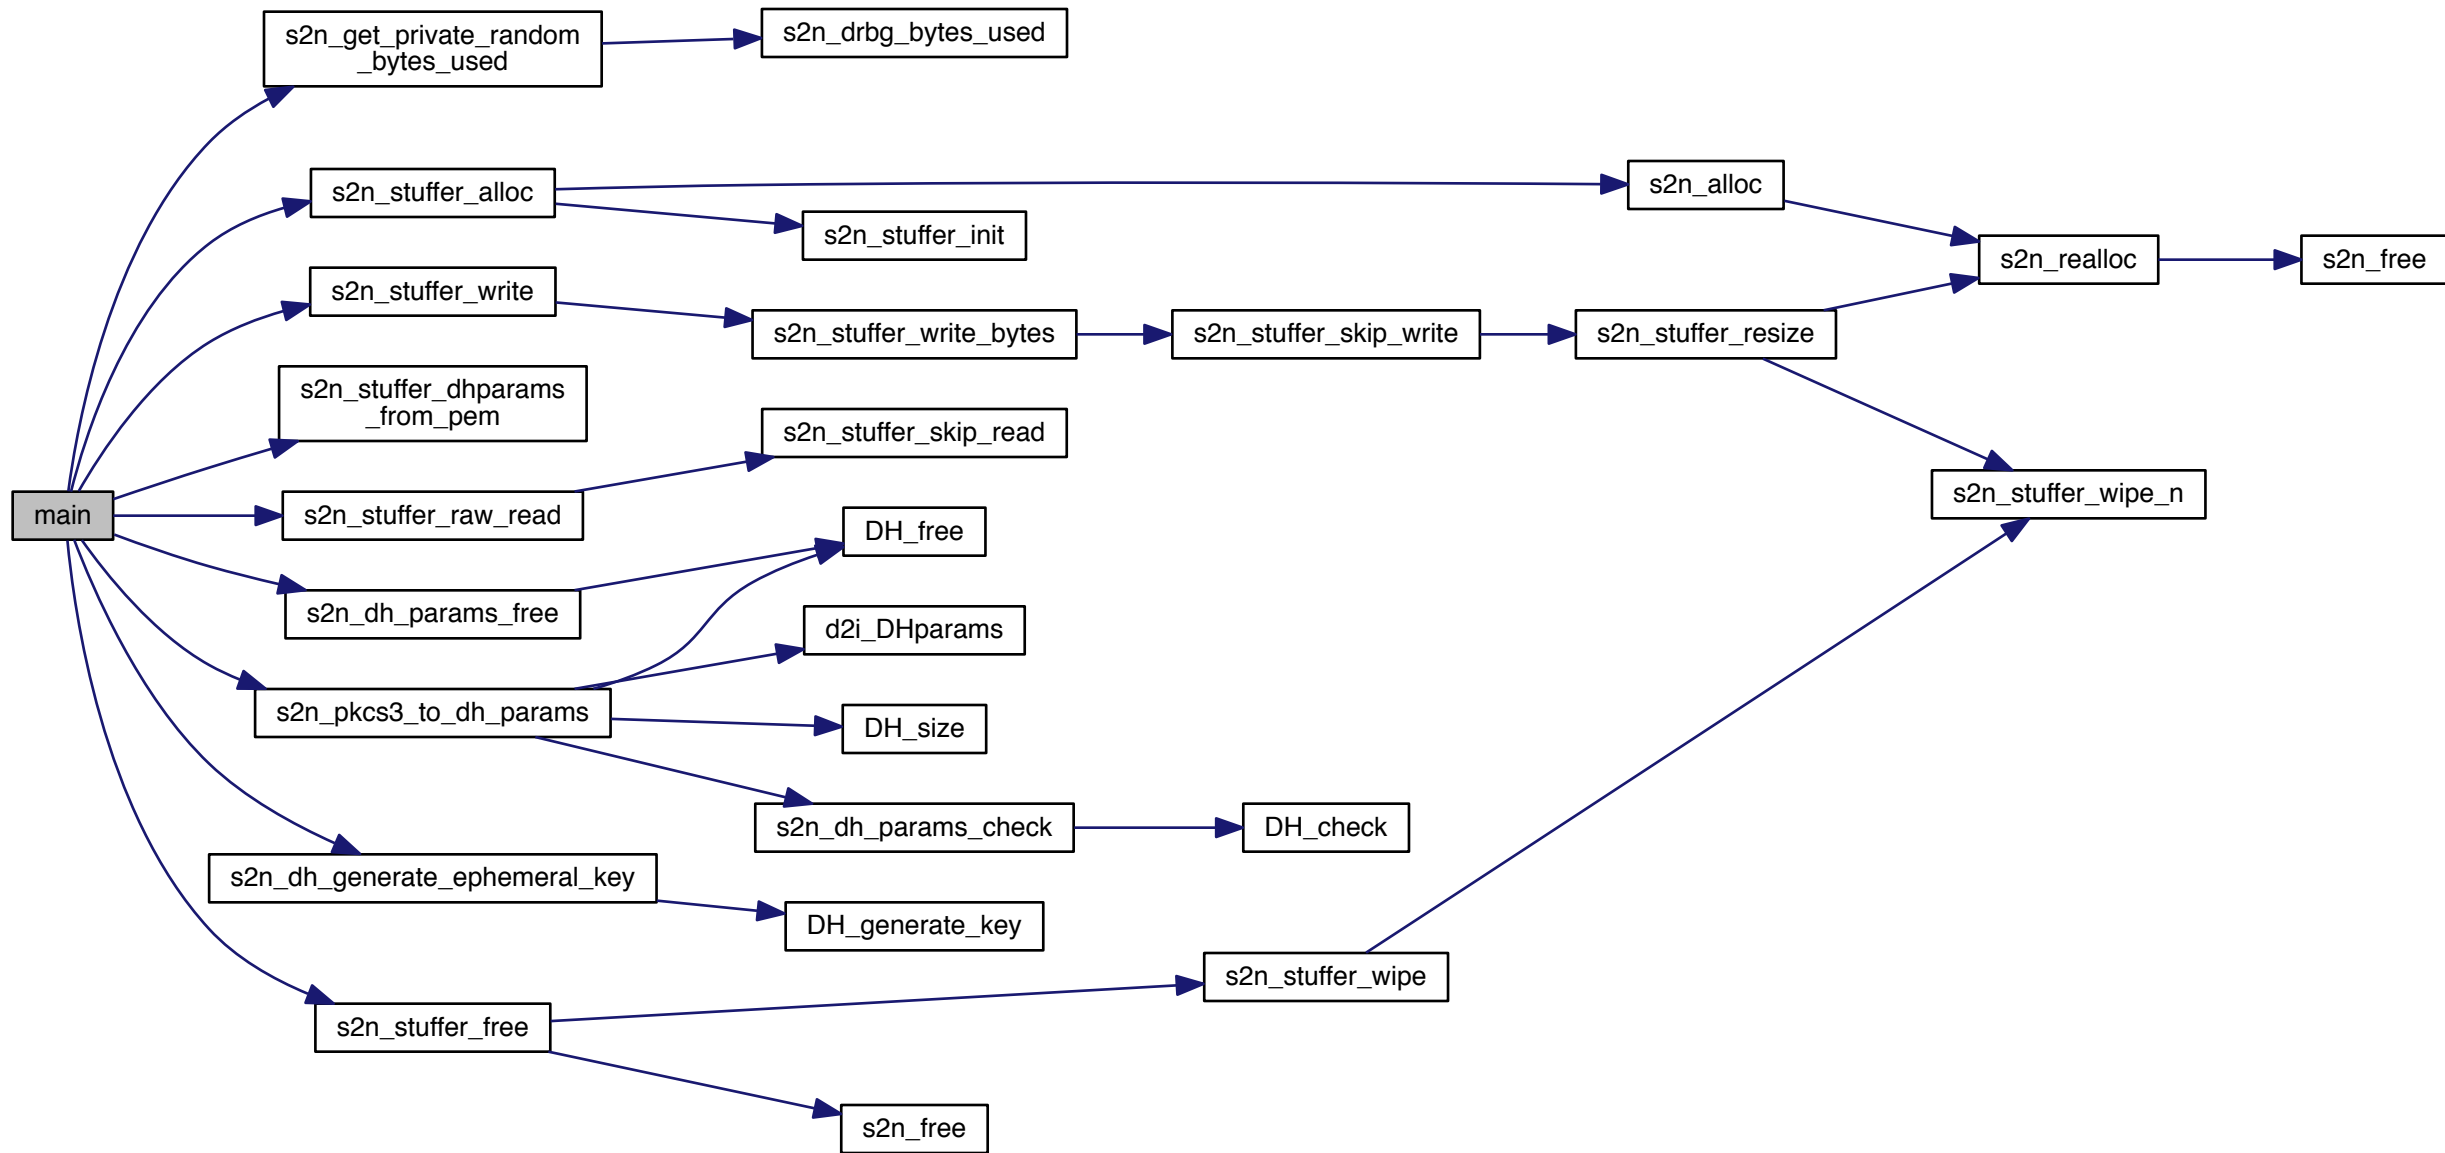 s2n_get_private_random
_bytes_used
s2n_drbg_bytes_used
s2n_stuffer_alloc
s2n_alloc
s2n_stuffer_init
s2n_realloc
s2n_free
s2n_stuffer_write
s2n_stuffer_write_bytes
s2n_stuffer_skip_write
s2n_stuffer_resize
s2n_stuffer_dhparams
_from_pem
s2n_stuffer_skip_read
s2n_stuffer_wipe_n
main
s2n_stuffer_raw_read
DH_free
s2n_dh_params_free
d2i_DHparams
s2n_pkcs3_to_dh_params
DH_size
s2n_dh_params_check
DH_check
s2n_dh_generate_ephemeral_key
DH_generate_key
s2n_stuffer_wipe
s2n_stuffer_free
s2n_free